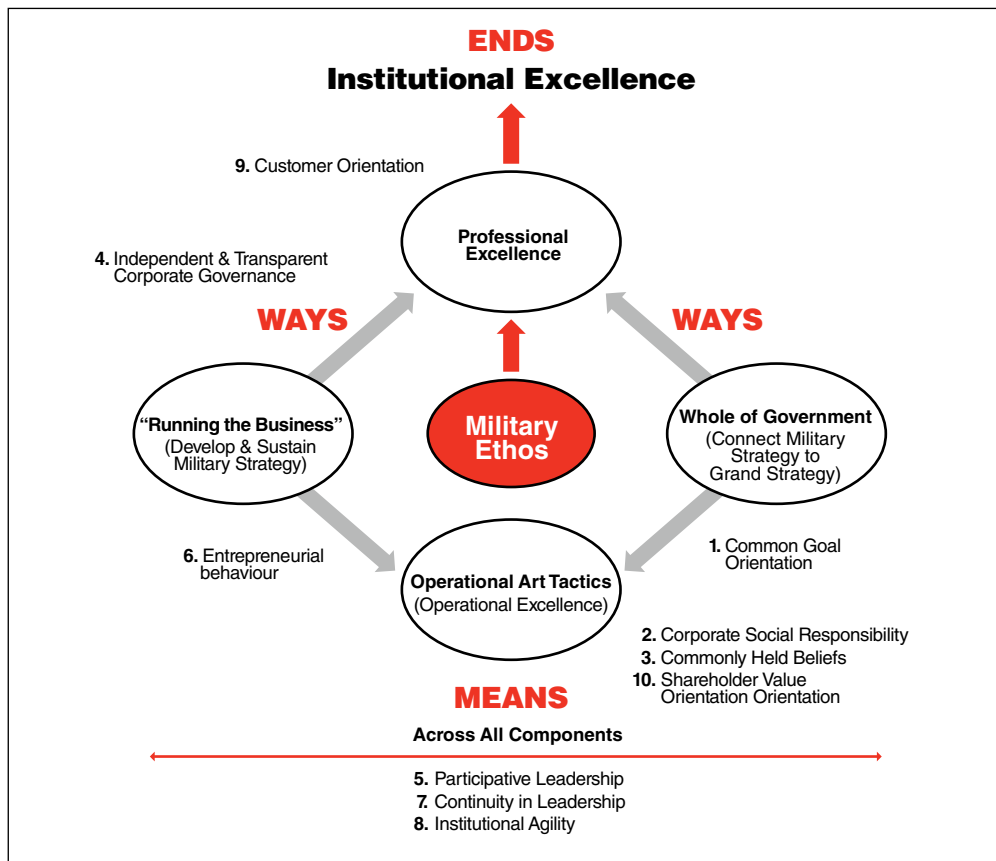 ENDS
Institutional Excellence
9. Customer Orientation
Professional
Excellence
4. Independent & Transparent
Corporate Governance
WAYS
WAYS
“Running the Business”
(Develop & Sustain
Military Strategy)
Military
Ethos
Whole of Government
(Connect Military
Strategy to
Grand Strategy)
6. Entrepreneurial
behaviour
1. Common Goal
Orientation
Operational Art Tactics
(Operational Excellence)
2. Corporate Social Responsibility
3. Commonly Held Beliefs
10. Shareholder Value
Orientation Orientation
MEANS
Across All Components
5. Participative Leadership
7. Continuity in Leadership
8. Institutional Agility